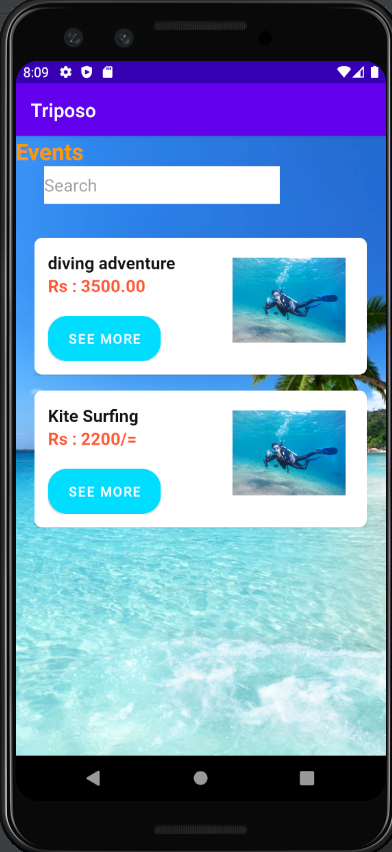 8:09
Triposo
Events
Search
diving adventure
Rs : 3500.00
SEE MORE
Kite Surfing
Rs : 2200/=
SEE MORE